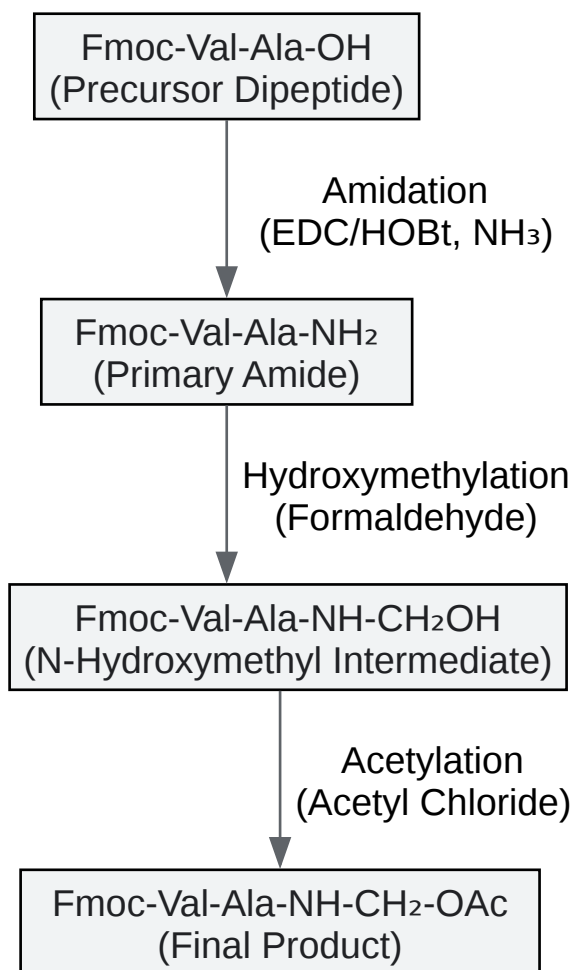 Fmoc-Val-Ala-OH
(Precursor Dipeptide)
Amidation
(EDC/HOBt, NH₃)
Fmoc-Val-Ala-NH₂
(Primary Amide)
Hydroxymethylation
(Formaldehyde)
Fmoc-Val-Ala-NH-CH₂OH
(N-Hydroxymethyl Intermediate)
Acetylation
(Acetyl Chloride)
Fmoc-Val-Ala-NH-CH₂-OAc
(Final Product)